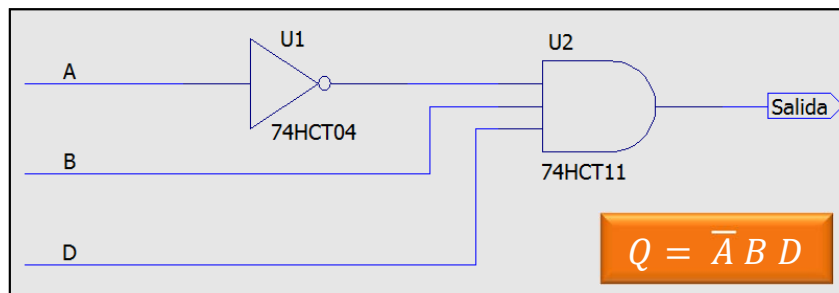 U1
U2
A
74HCT04
Salida
B
74HCT11
D
Q = A̅ B D